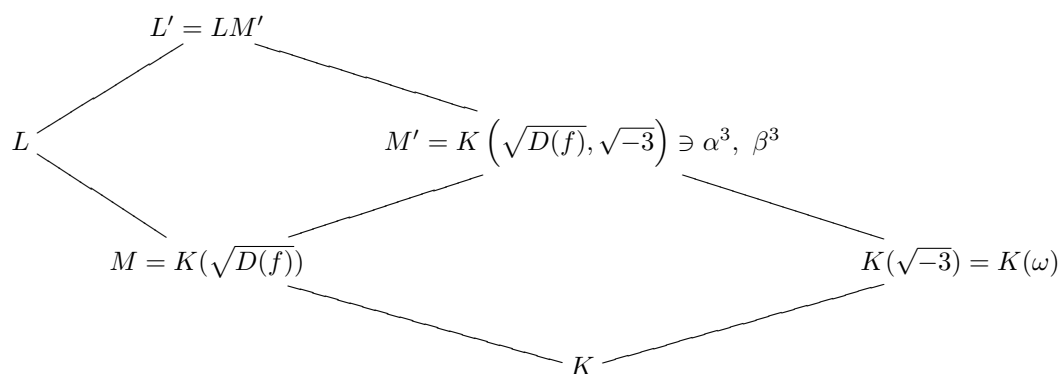 L′ = LM′
L
M′ = K(√D(f), √−3) ∋ α³, β³
M = K(√D(f))
K(√−3) = K(ω)
K